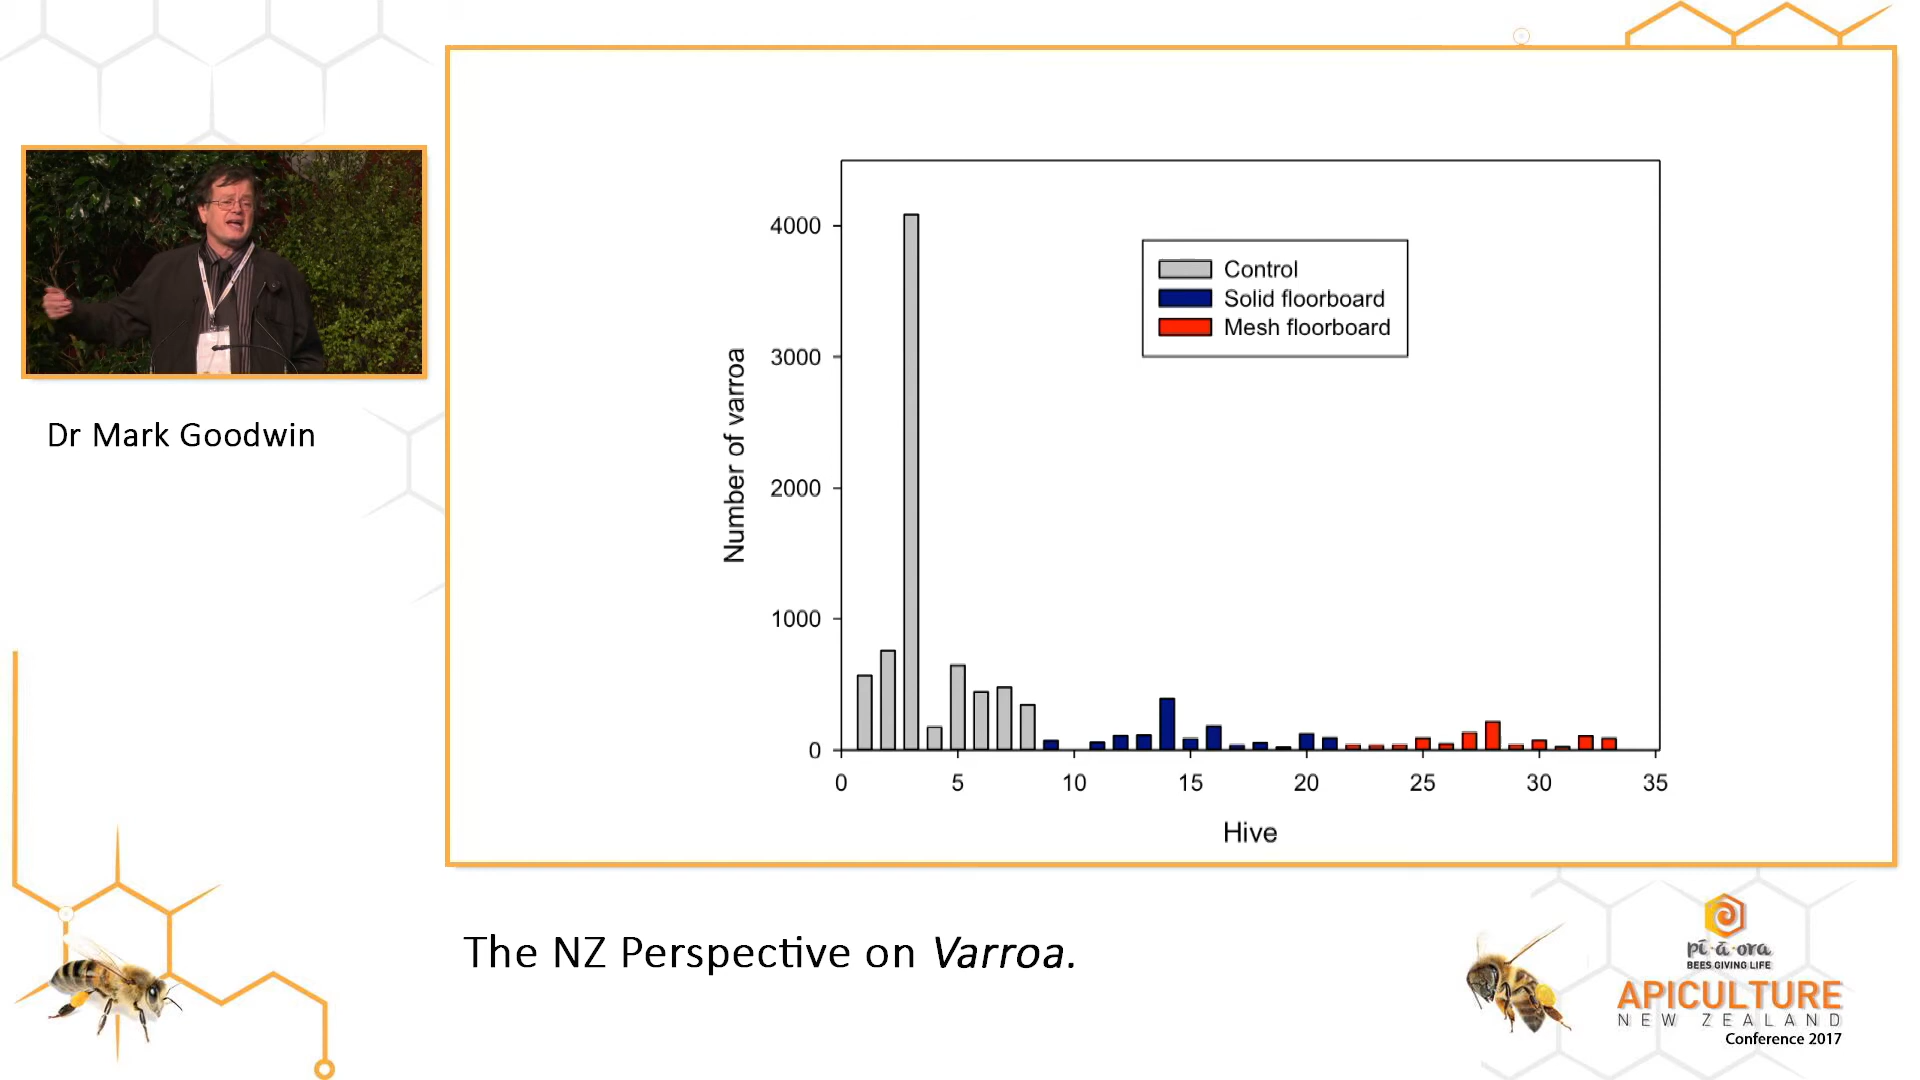 Dr Mark Goodwin
4000
3000
2000
1000
0
Number of varroa
Control
Solid floorboard
Mesh floorboard
0 5 10 15 20 25 30 35
Hive
The NZ Perspective on Varroa.
pī·ā·ora
BEES GIVING LIFE
APICULTURE
NEW ZEALAND
Conference 2017